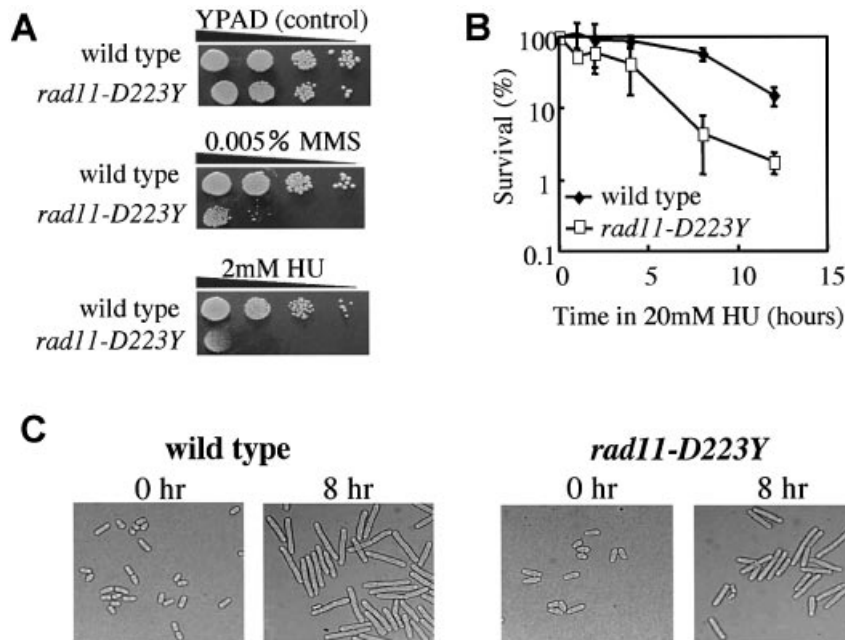 A
YPAD (control)
wild type
rad11-D223Y
0.005% MMS
wild type
rad11-D223Y
2mM HU
wild type
rad11-D223Y
B
Survival (%)
100
10
1
0.1
wild type
rad11-D223Y
0 5 10 15
Time in 20mM HU (hours)
C
wild type
rad11-D223Y
0 hr
8 hr
0 hr
8 hr